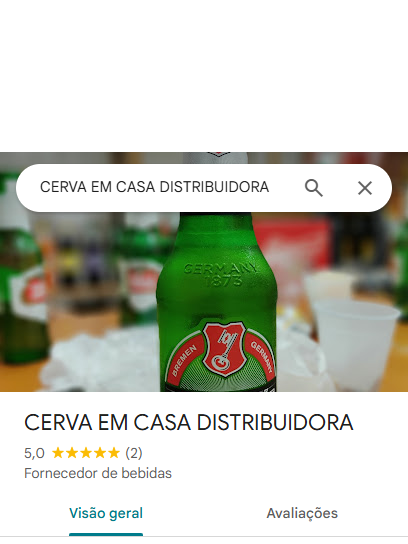 CERVA EM CASA DISTRIBUIDORA
GERMANY
1873
BREMEN GERMANY
CERVA EM CASA DISTRIBUIDORA
5,0 (2)
Fornecedor de bebidas
Visão geral Avaliações